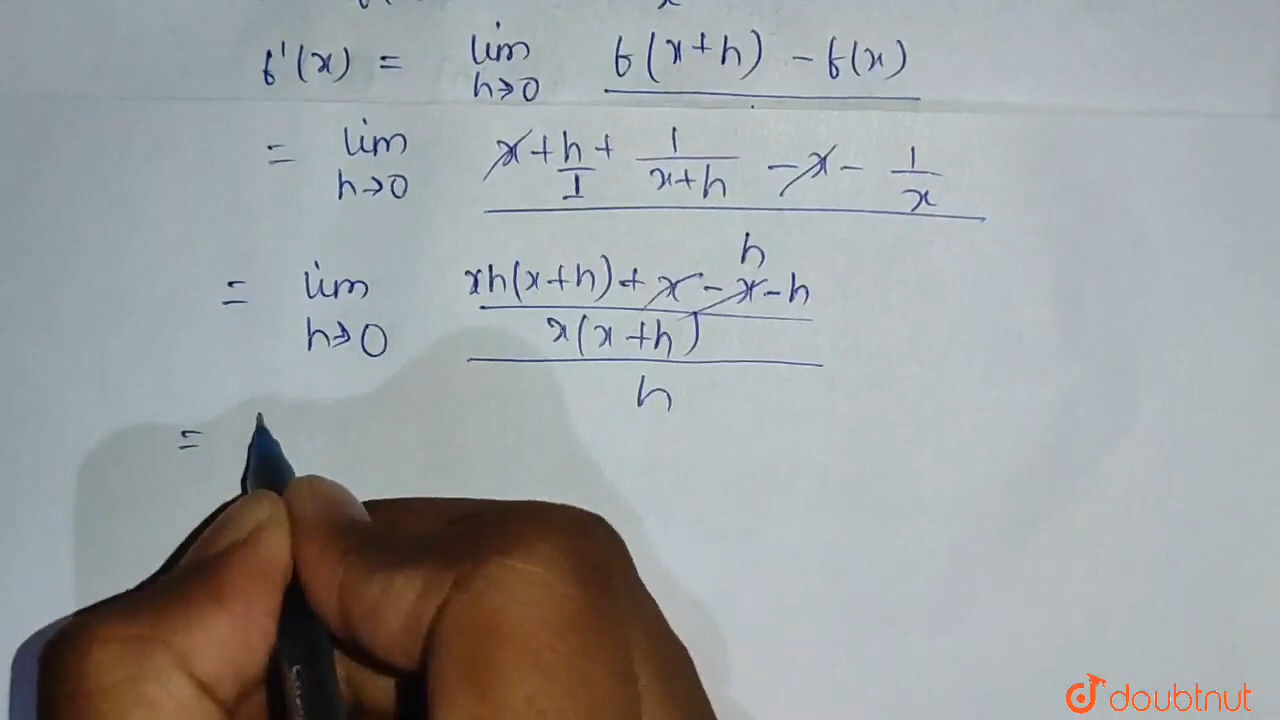 f'(x) = lim h→0 f(x+h) - f(x)
= lim h→0 x + h/1 + 1/(x+h) - x - 1/x
h
= lim h→0 xh(x+h) + x - x - h
x(x+h)
h
=
doubtnut